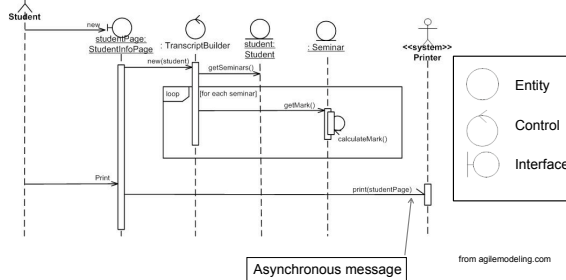 Student
new
studentPage:
StudentInfoPage
: TranscriptBuilder
student:
Student
: Seminar
<<system>>
Printer
new(student)
getSeminars()
loop
[for each seminar]
getMark()
calculateMark()
Print
print(studentPage)
Entity
Control
Interface
Asynchronous message
from agilemodeling.com